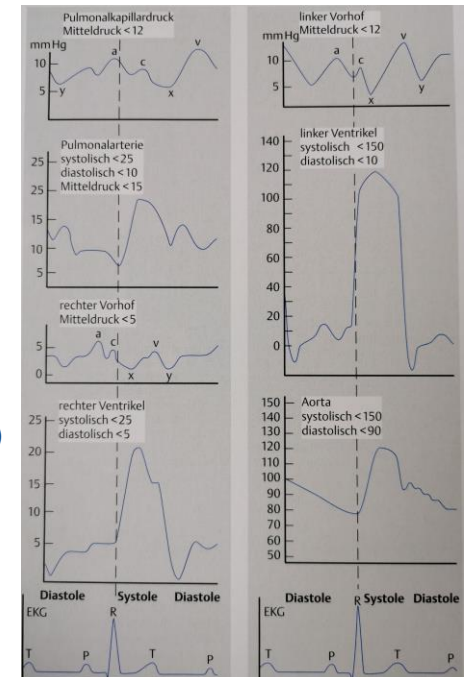 Pulmonalkapillardruck
Mitteldruck <12
mmHg
10
5
a
c
v
y
x
Pulmonalarterie
systolisch <25
diastolisch <10
Mitteldruck <15
25
25
15
10
5
rechter Vorhof
Mitteldruck <5
5
0
a
c
v
x
y
rechter Ventrikel
systolisch <25
diastolisch <5
25
20
15
10
5
Diastole Systole Diastole
EKG
R
T P T P
linker Vorhof
Mitteldruck <12
mmHg
10
5
a
c
v
x
y
linker Ventrikel
systolisch <150
diastolisch <10
140
120
100
80
60
40
20
0
Aorta
systolisch <150
diastolisch <90
150
140
130
120
110
100
90
80
70
60
50
Diastole Systole Diastole
EKG
R
T P T P